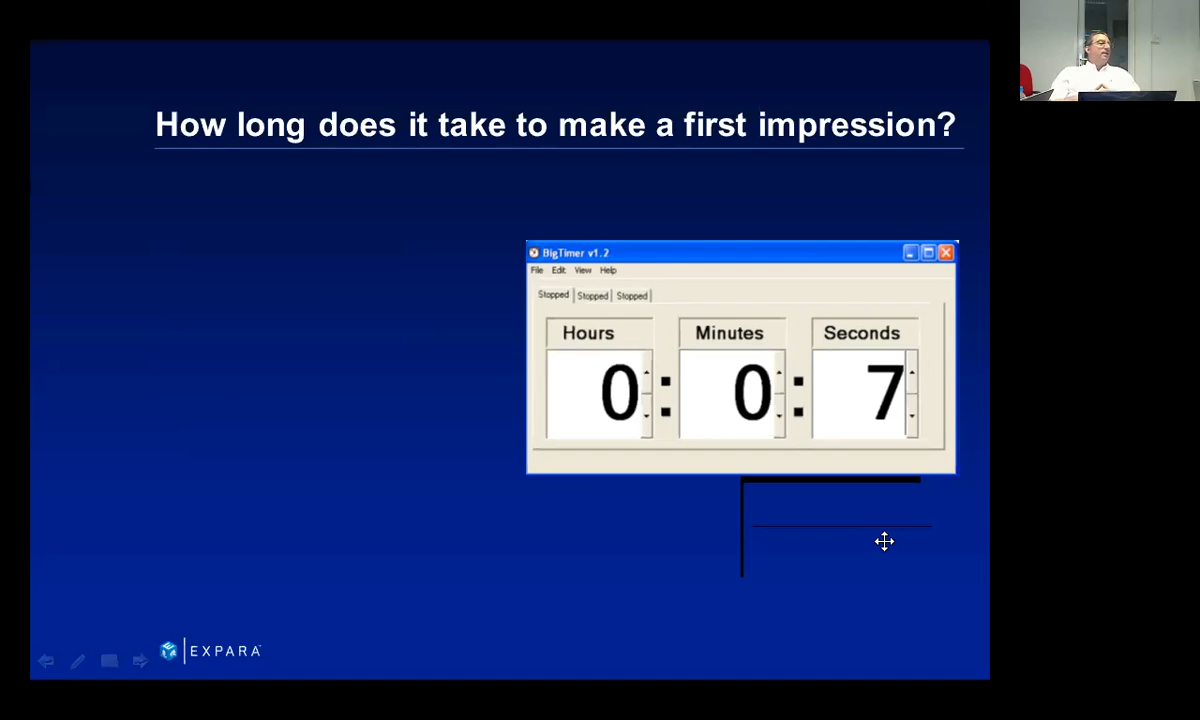 How long does it take to make a first impression?
BigTimer v1.2
File Edit View Help
Stopped Stopped Stopped
Hours Minutes Seconds
0 : 0 : 7
EXPARA